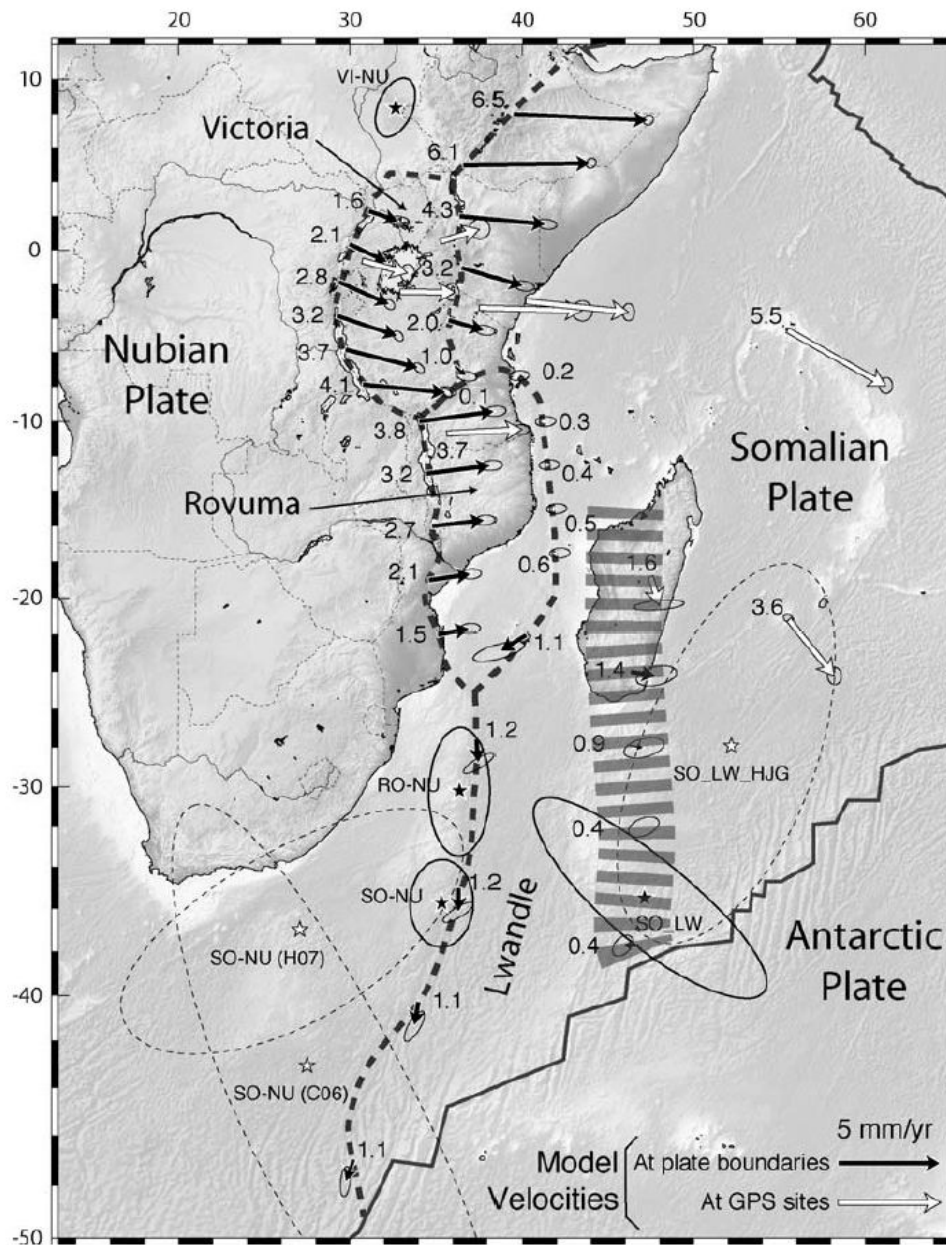 20 30 40 50 60
10
0
-10
-20
-30
-40
-50
VI-NU
Victoria
6.5
6.1
1.6
4.3
2.1
3.2
2.8
3.2
2.0
5.5
Nubian
Plate
3.7
1.0
4.1
0.1
0.2
3.8
0.3
3.7
3.2
0.4
Somalian
Plate
Rovuma
2.7
0.5
2.1
0.6
1.6
3.6
1.5
1.1
1.4
1.2
0.9
RO-NU
SO_LW_HJG
0.4
1.2
SO-NU
SO_LW
SO-NU (H07)
Lwandle
0.4
Antarctic
Plate
1.1
SO-NU (C06)
1.1
5 mm/yr
Model
Velocities
At plate boundaries
At GPS sites